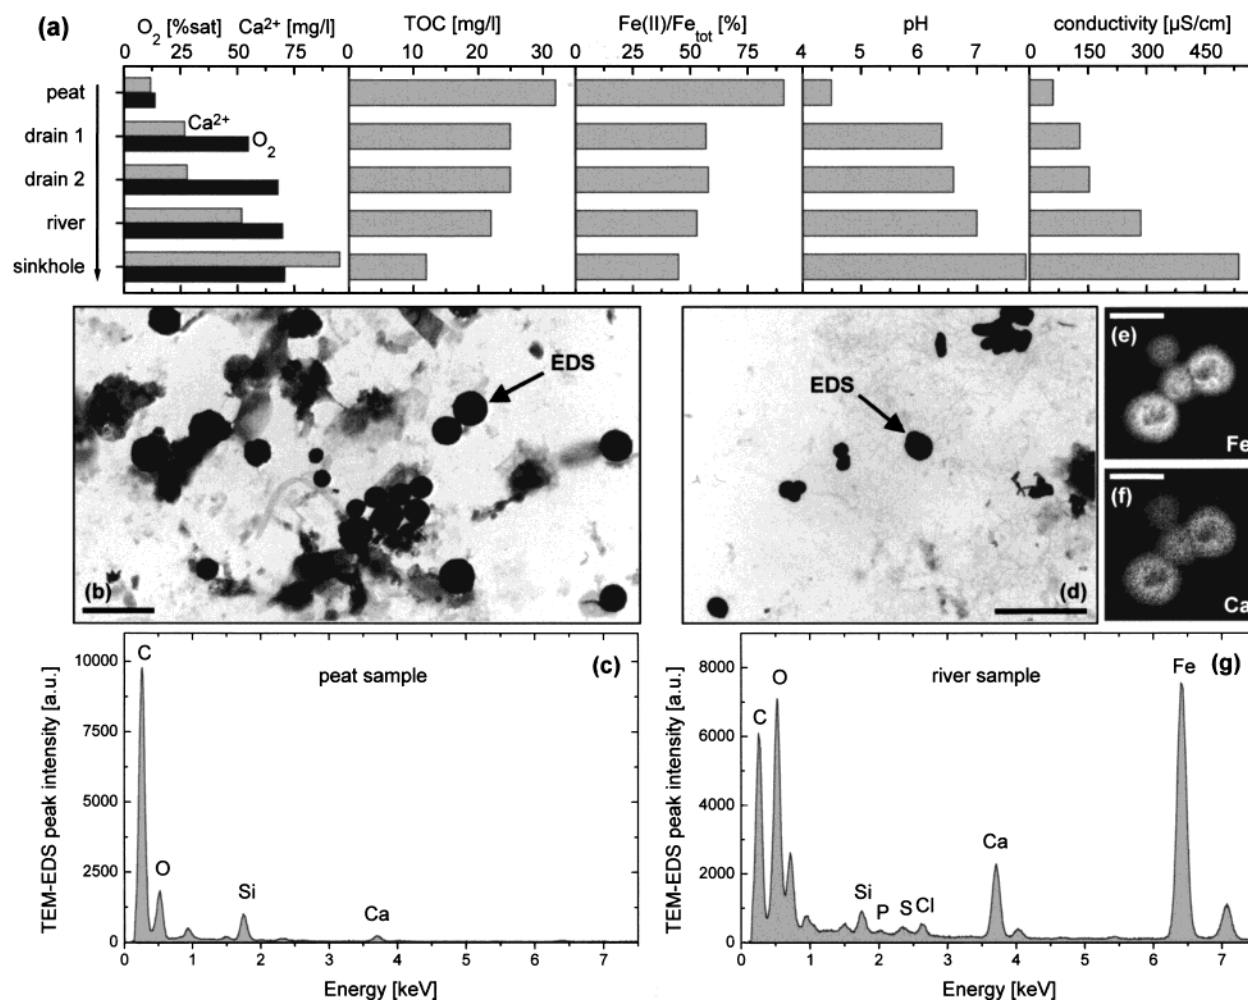 (a)
O2 [%sat] Ca²⁺ [mg/l] TOC [mg/l] Fe(II)/Fetot [%] pH conductivity [µS/cm]
0 25 50 75 0 10 20 30 0 25 50 75 4 5 6 7 0 150 300 450
peat
drain 1
drain 2
river
sinkhole
Ca²⁺
O2
EDS
(b)
EDS
(d)
(e)
Fe
(f)
Ca
TEM-EDS peak intensity [a.u.]
10000
7500
5000
2500
0
C
O
Si
Ca
peat sample
(c)
0 1 2 3 4 5 6 7
Energy [keV]
TEM-EDS peak intensity [a.u.]
8000
6000
4000
2000
0
C
O
Si
P
S
Cl
Ca
Fe
river sample
(g)
0 1 2 3 4 5 6 7
Energy [keV]